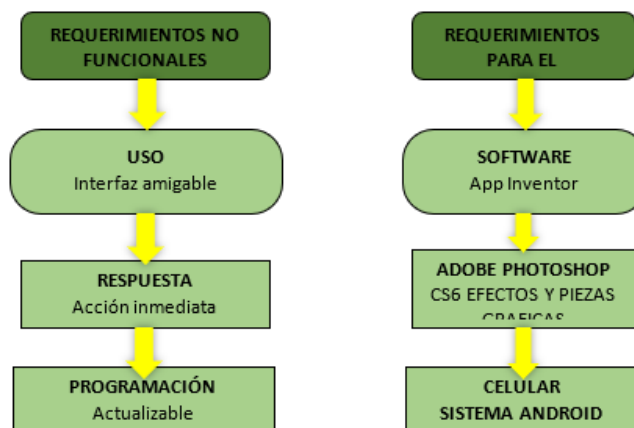 REQUERIMIENTOS NO
FUNCIONALES
USO
Interfaz amigable
RESPUESTA
Acción inmediata
PROGRAMACIÓN
Actualizable
REQUERIMIENTOS
PARA EL
SOFTWARE
App Inventor
ADOBE PHOTOSHOP
CS6 EFECTOS Y PIEZAS
GRAFICAS
CELULAR
SISTEMA ANDROID